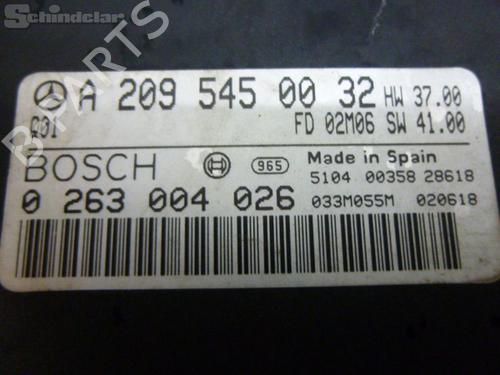 Schindelar
B-PARTS
A 209 545 00 32 HW 37.00
Q01 FD 02M06 SW 41.00
BOSCH 965 Made in Spain
5104 00358 28618
0 263 004 026 033M055M 020618